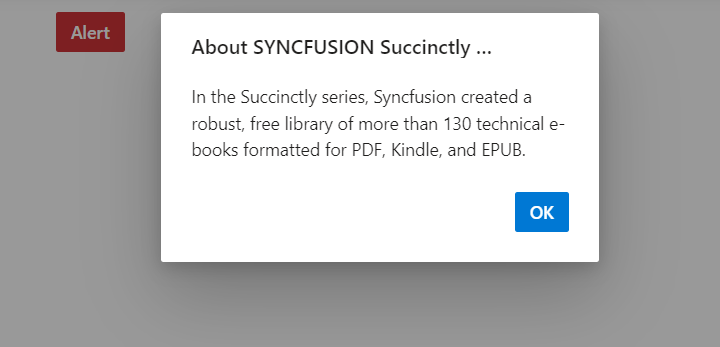 Alert
About SYNCFUSION Succinctly ...
In the Succinctly series, Syncfusion created a
robust, free library of more than 130 technical e-
books formatted for PDF, Kindle, and EPUB.
OK